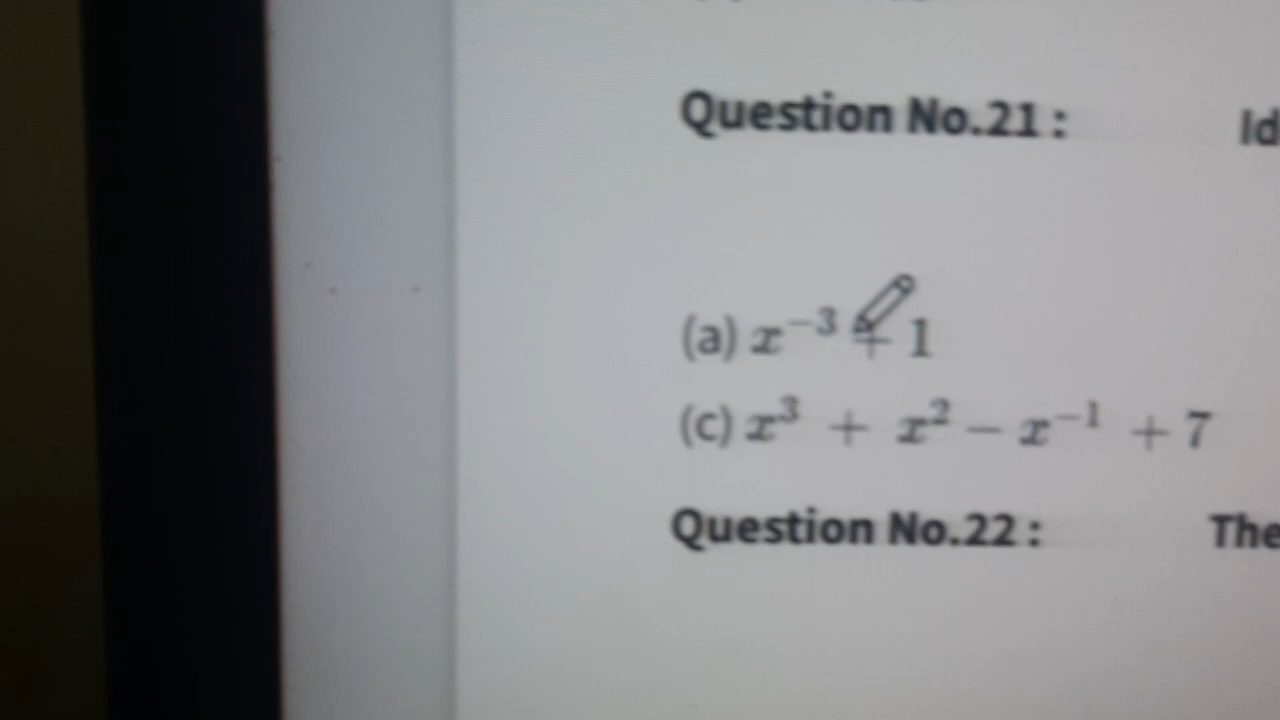 Question No.21 : Id
(a) x⁻³ + 1
(c) x³ + x² − x⁻¹ + 7
Question No.22 : The